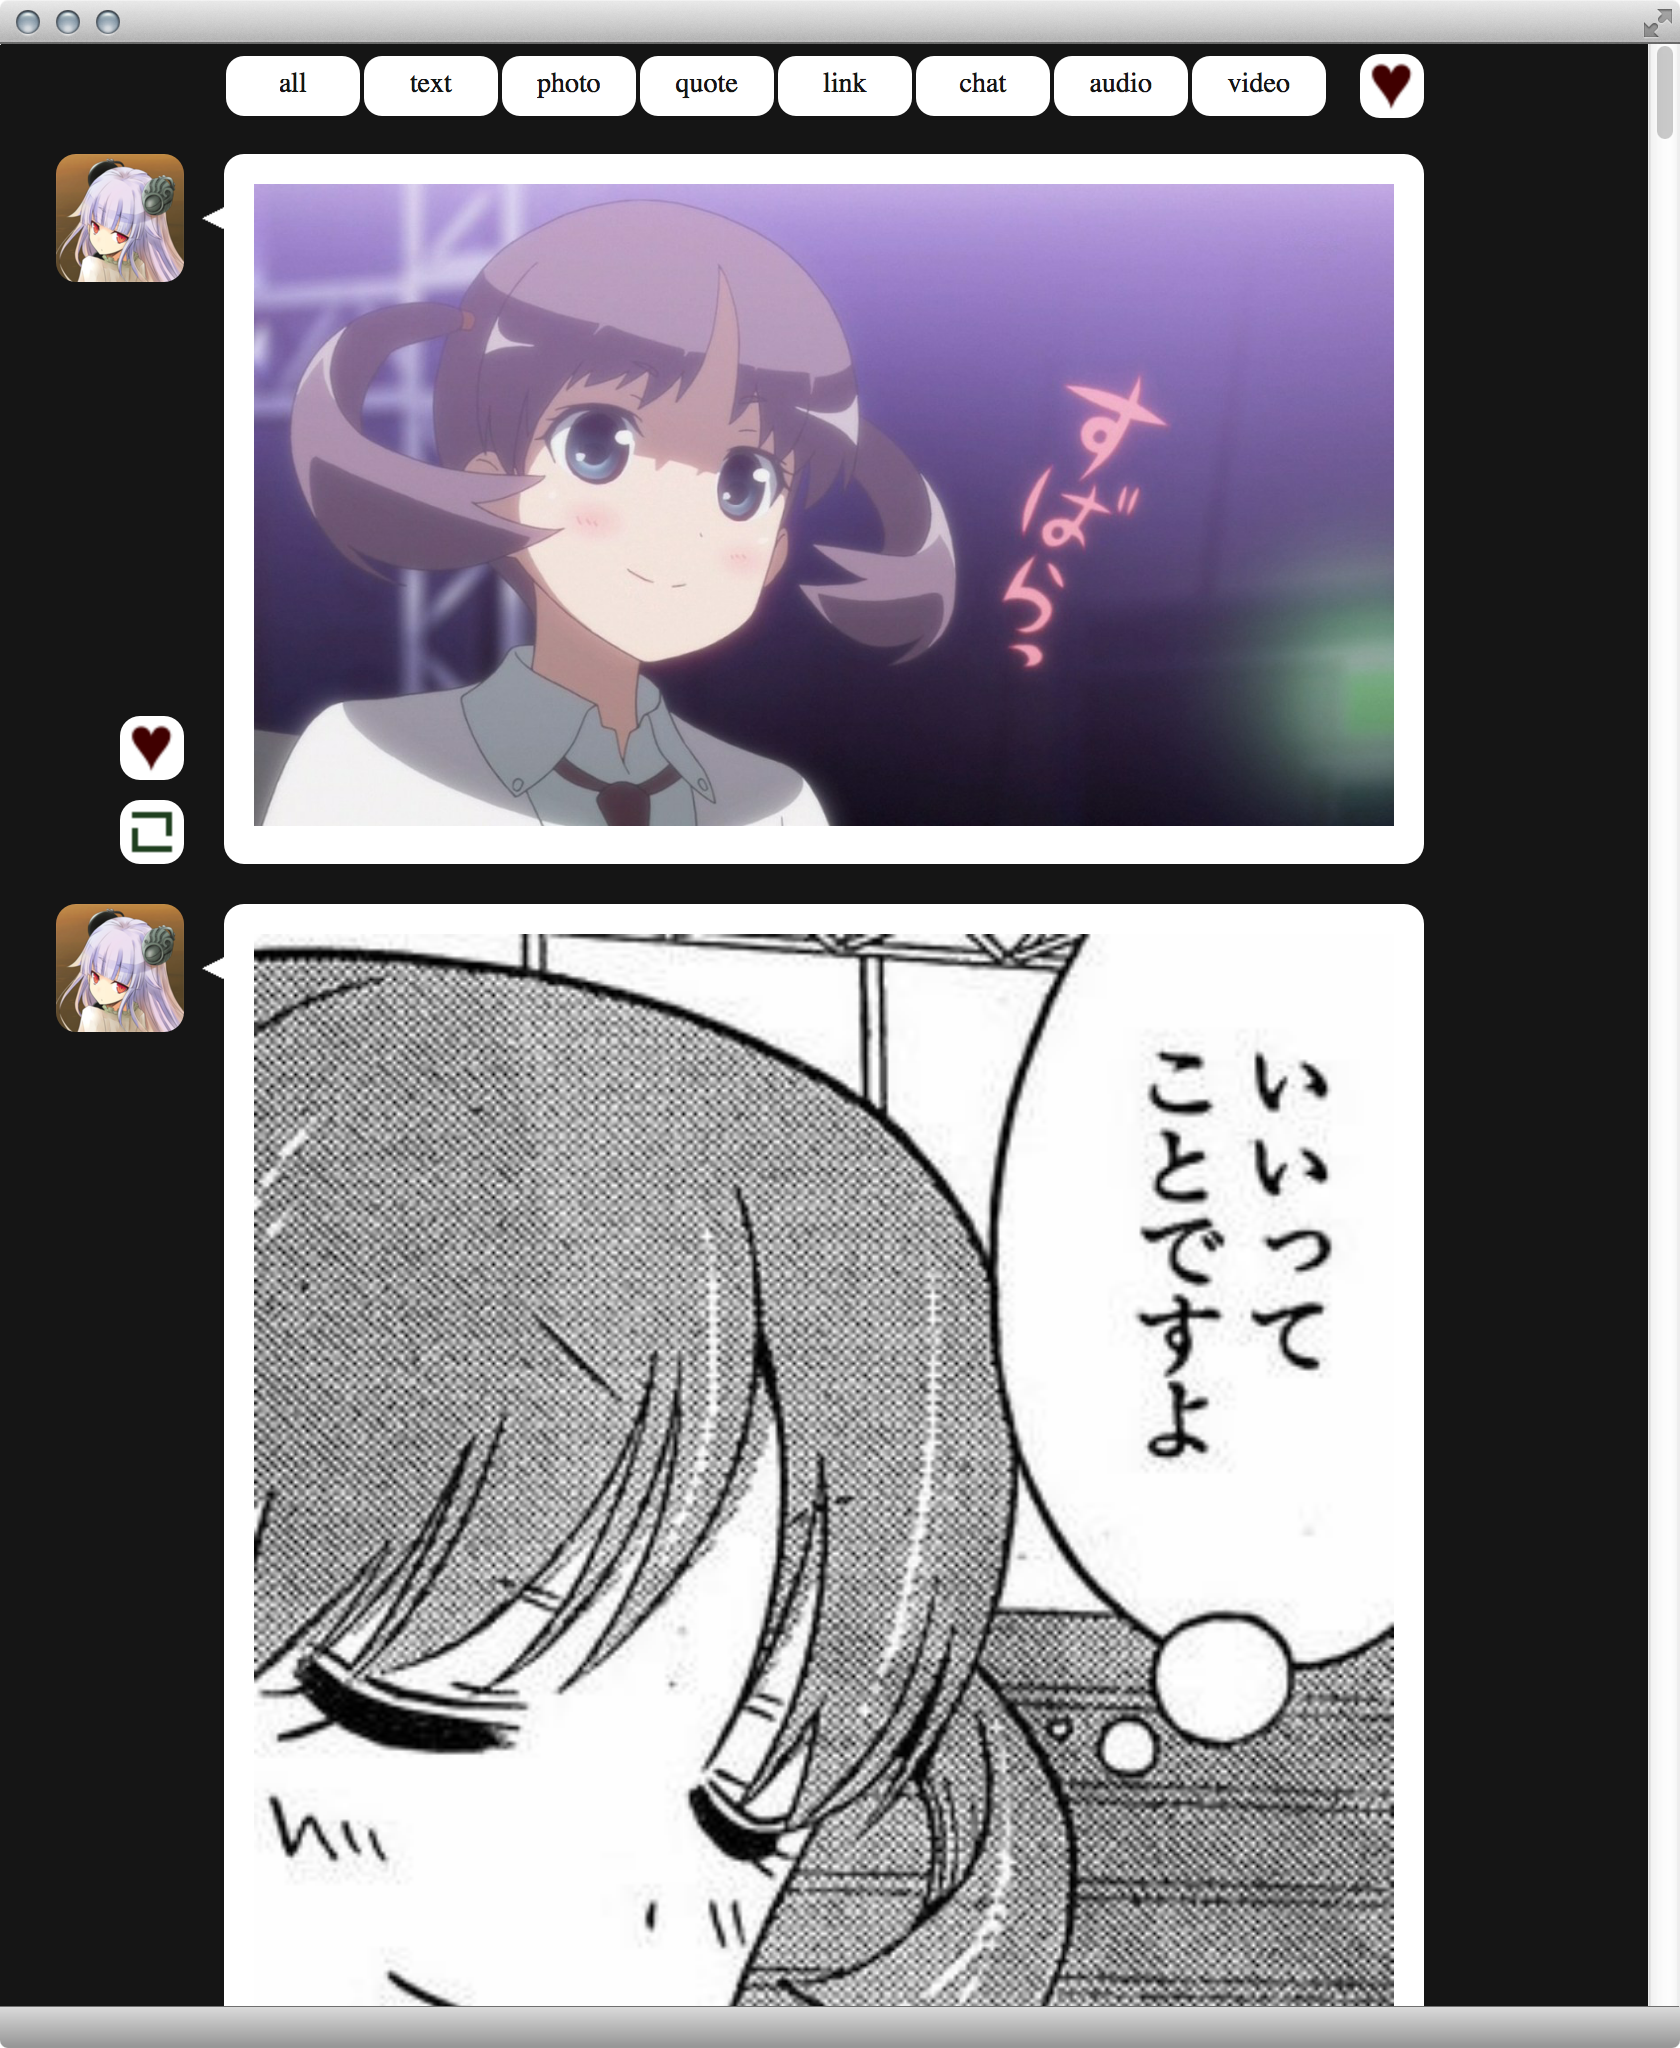 all
text
photo
quote
link
chat
audio
video
すばらっ
いいって
ことですよ